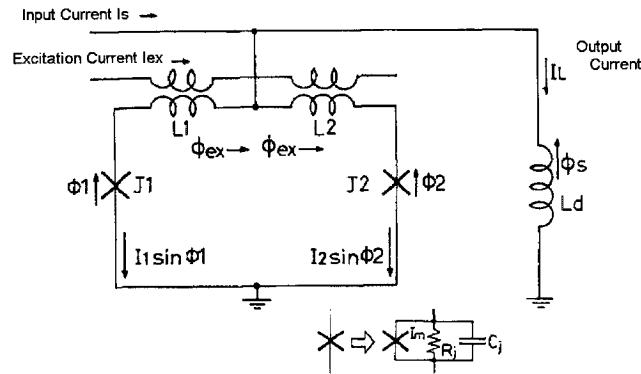 Input Current Is →
Output Current
Excitation Current Iex →
I_L
L1 L2
Φex → Φex →
Φ1 J1 J2 Φ2
Φs
Ld
I1 sin Φ1 I2 sin Φ2
Im Rj Cj